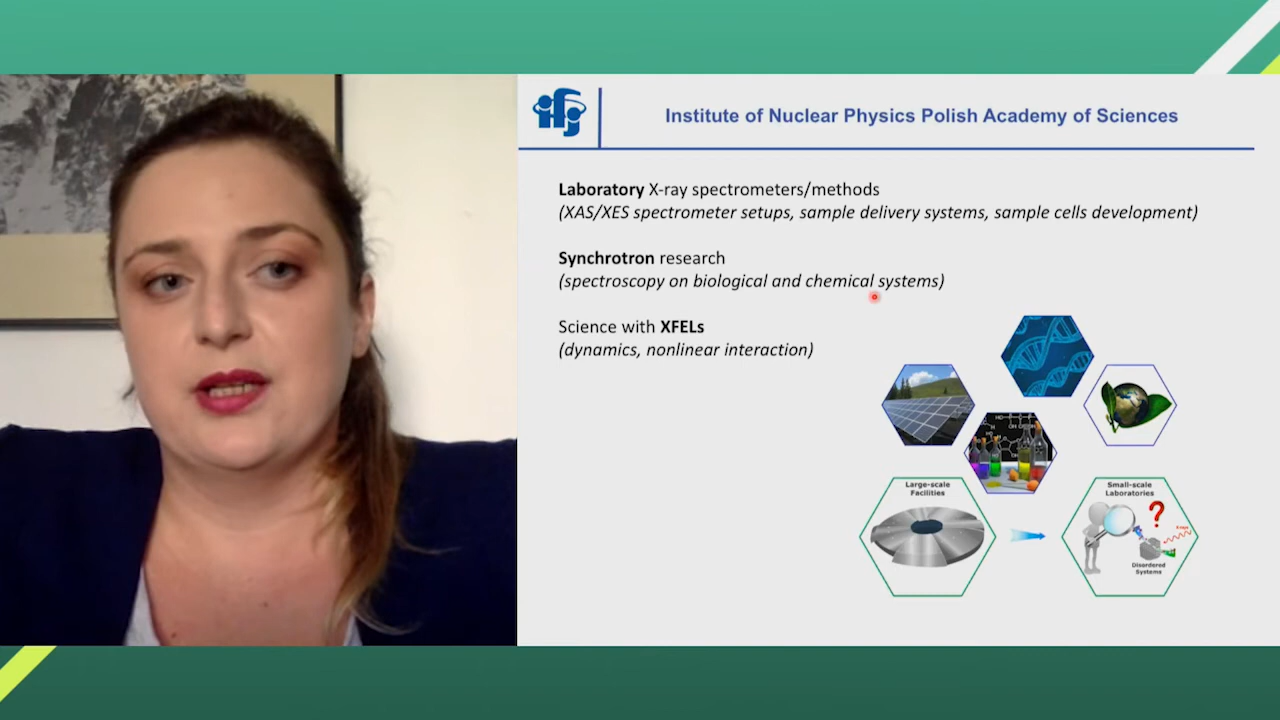 ifj
Institute of Nuclear Physics Polish Academy of Sciences
Laboratory X-ray spectrometers/methods
(XAS/XES spectrometer setups, sample delivery systems, sample cells development)
Synchrotron research
(spectroscopy on biological and chemical systems)
Science with XFELs
(dynamics, nonlinear interaction)
Large-scale
Facilities
Small-scale
Laboratories
?
X-rays
Disordered
Systems